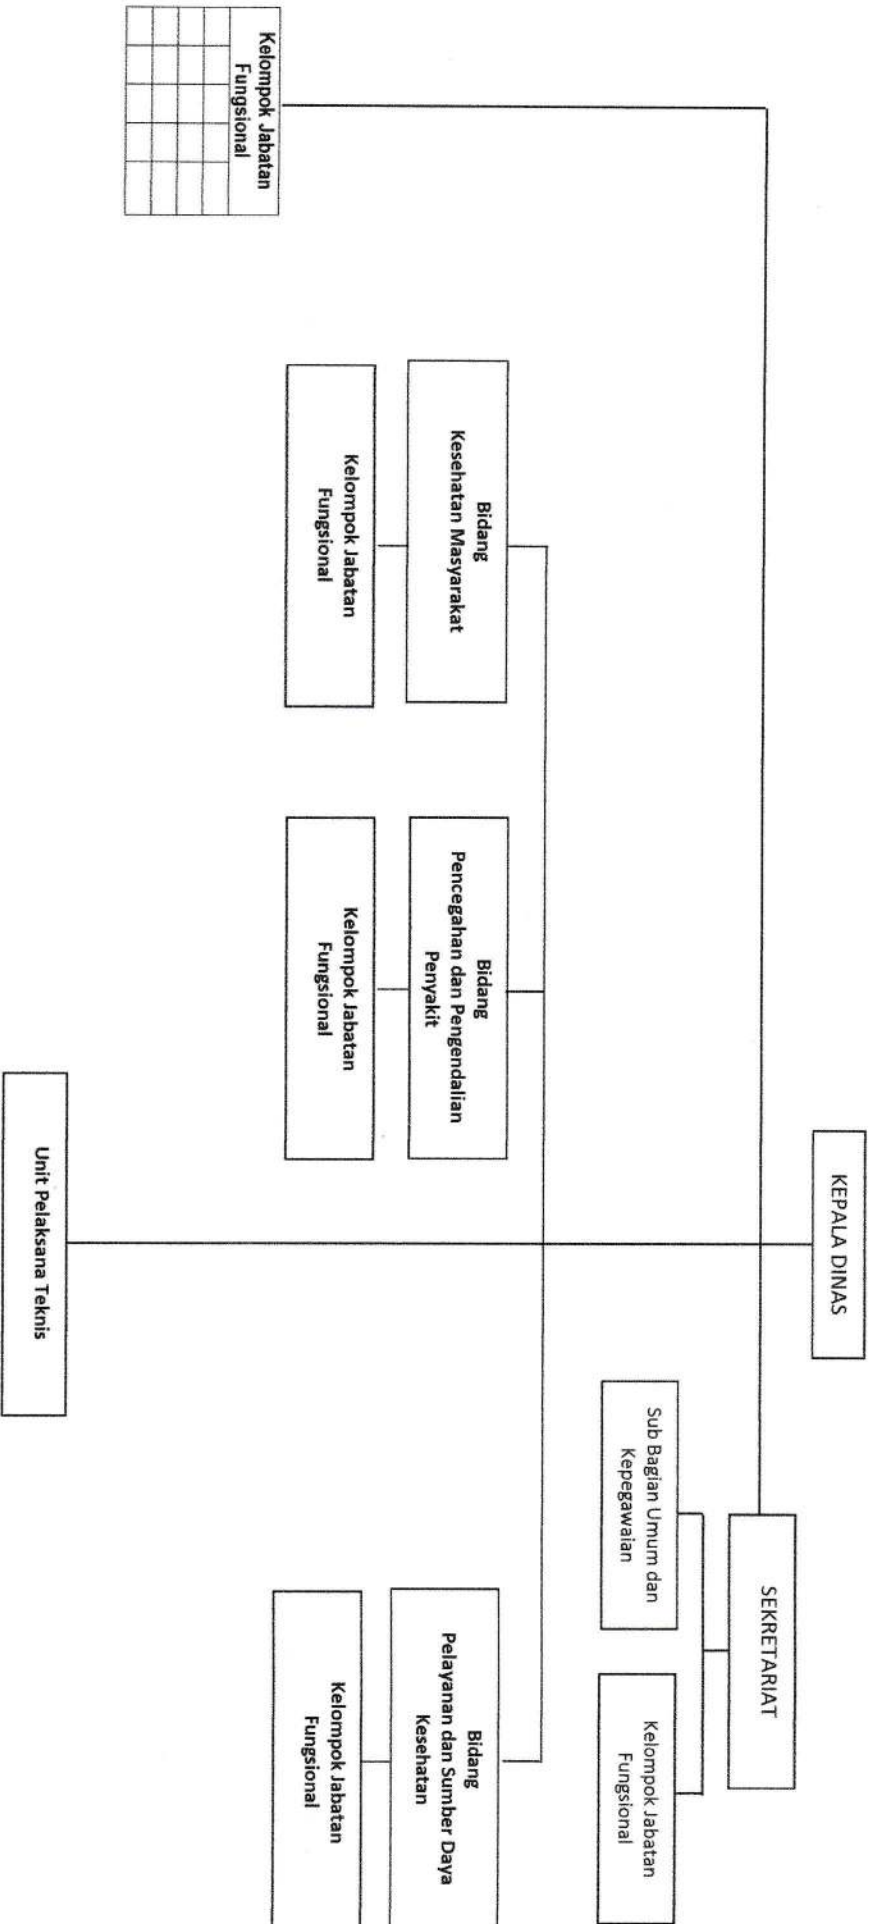 KEPALA DINAS
SEKRETARIAT
Sub Bagian Umum dan
Kepegawaian
Kelompok Jabatan
Fungsional
Kelompok Jabatan
Fungsional
Bidang
Kesehatan Masyarakat
Kelompok Jabatan
Fungsional
Bidang
Pencegahan dan Pengendalian
Penyakit
Kelompok Jabatan
Fungsional
Bidang
Pelayanan dan Sumber Daya
Kesehatan
Kelompok Jabatan
Fungsional
Unit Pelaksana Teknis